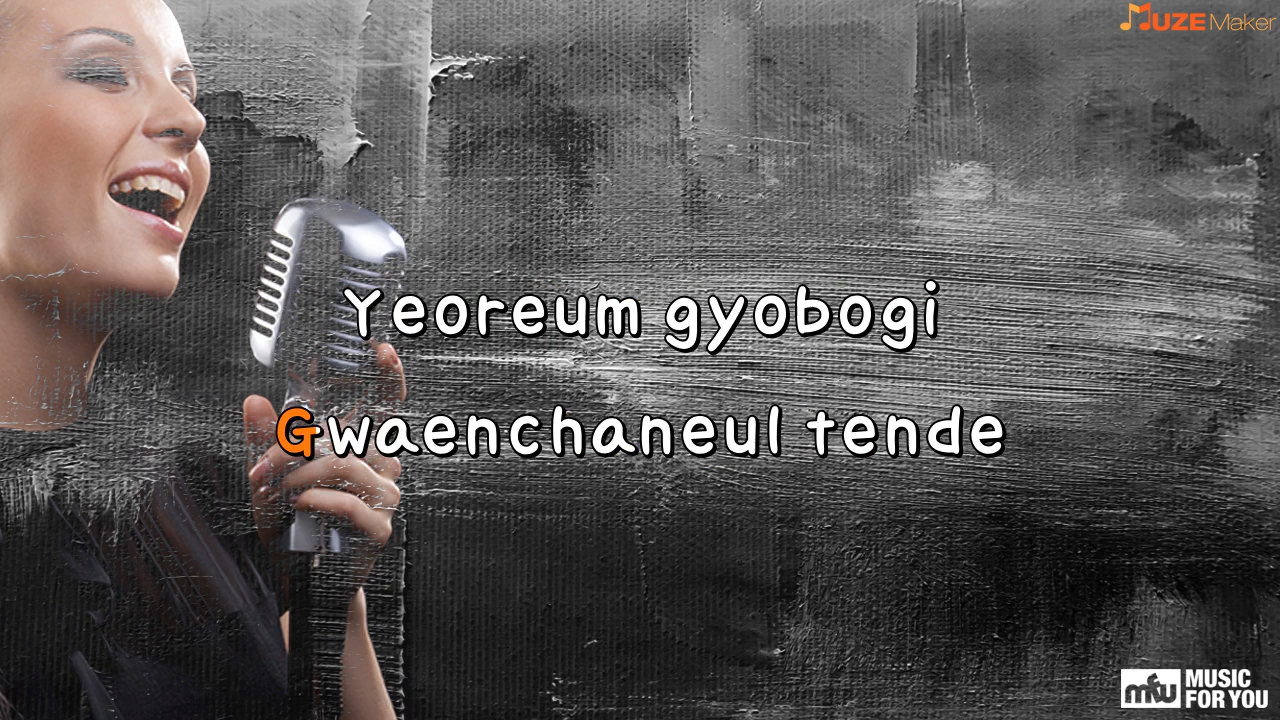 MUZE Maker
Yeoreum gyobogi
Gwaenchaneul tende
mfu MUSIC
FOR YOU